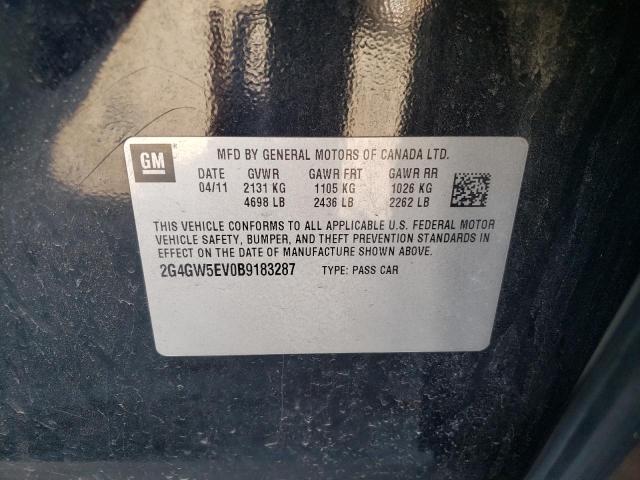 GM
MFD BY GENERAL MOTORS OF CANADA LTD.
DATE GVWR GAWR FRT GAWR RR
04/11 2131 KG 1105 KG 1026 KG
4698 LB 2436 LB 2262 LB
THIS VEHICLE CONFORMS TO ALL APPLICABLE U.S. FEDERAL MOTOR
VEHICLE SAFETY, BUMPER, AND THEFT PREVENTION STANDARDS
IN EFFECT ON THE DATE OF MANUFACTURE SHOWN ABOVE.
2G4GW5EV0B9183287 TYPE: PASS CAR